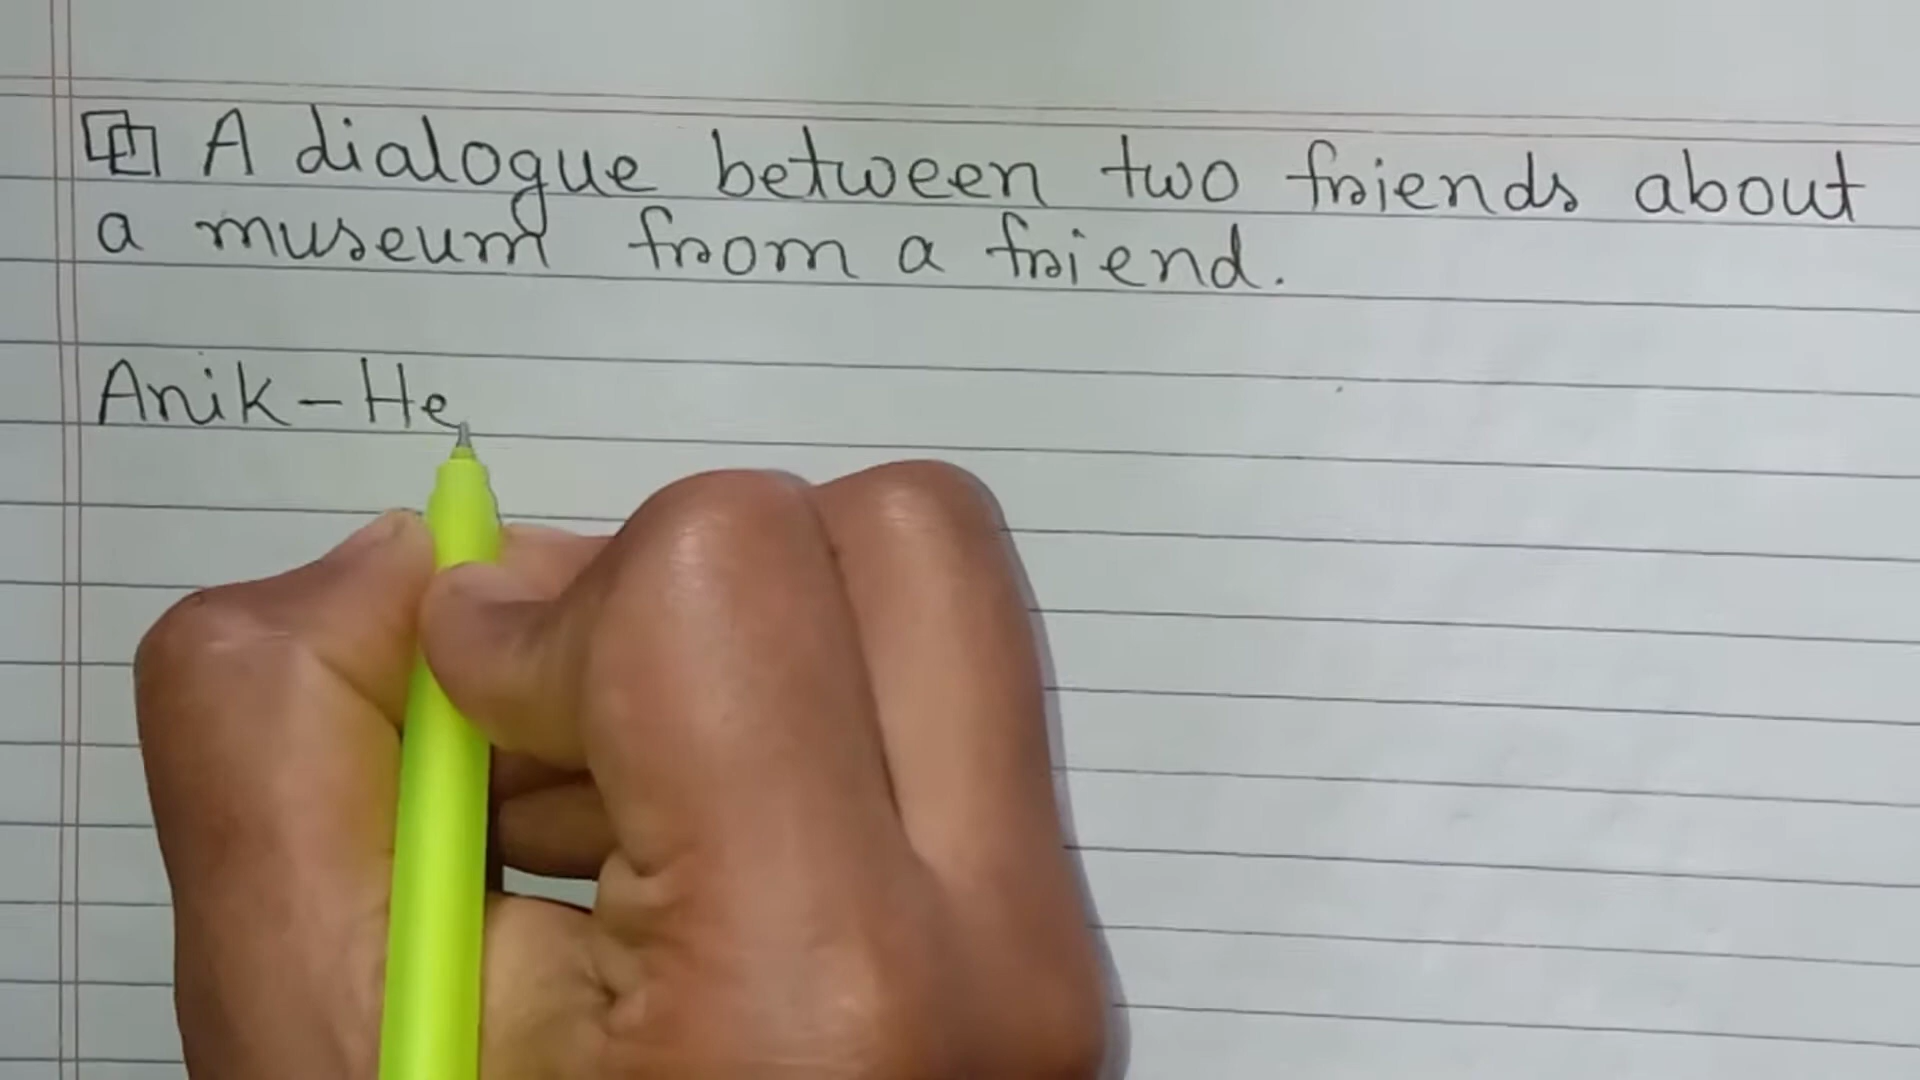 A dialogue between two friends about
a museum from a friend.
Anik - He